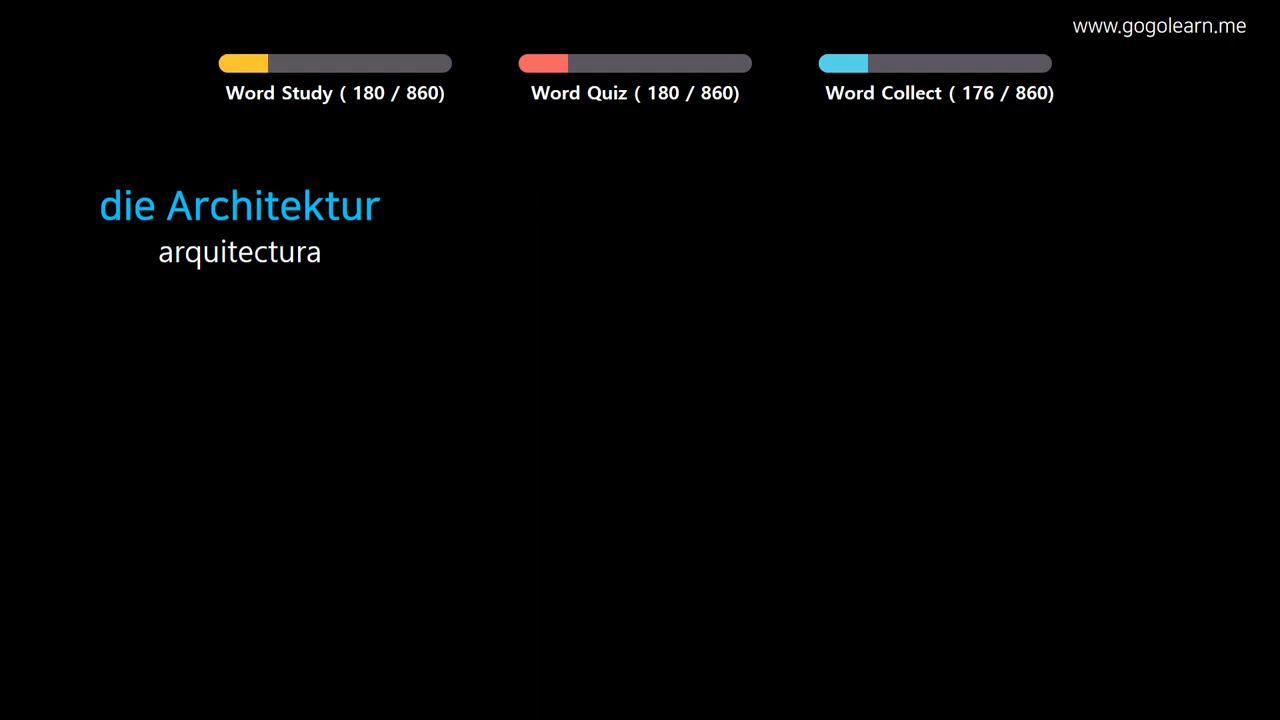 www.gogolearn.me
Word Study ( 180 / 860)
Word Quiz ( 180 / 860)
Word Collect ( 176 / 860)
die Architektur
arquitectura